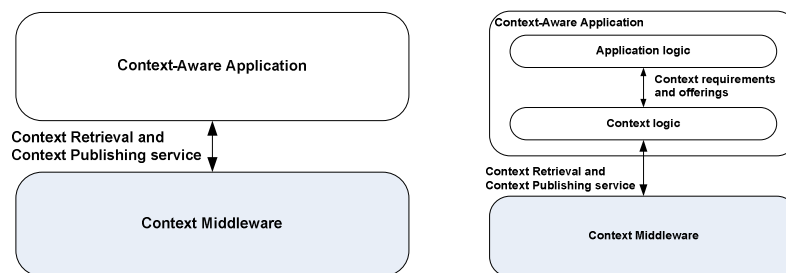 Context-Aware Application
Context Retrieval and
Context Publishing service
Context Middleware
Context-Aware Application
Application logic
Context requirements
and offerings
Context logic
Context Retrieval and
Context Publishing service
Context Middleware